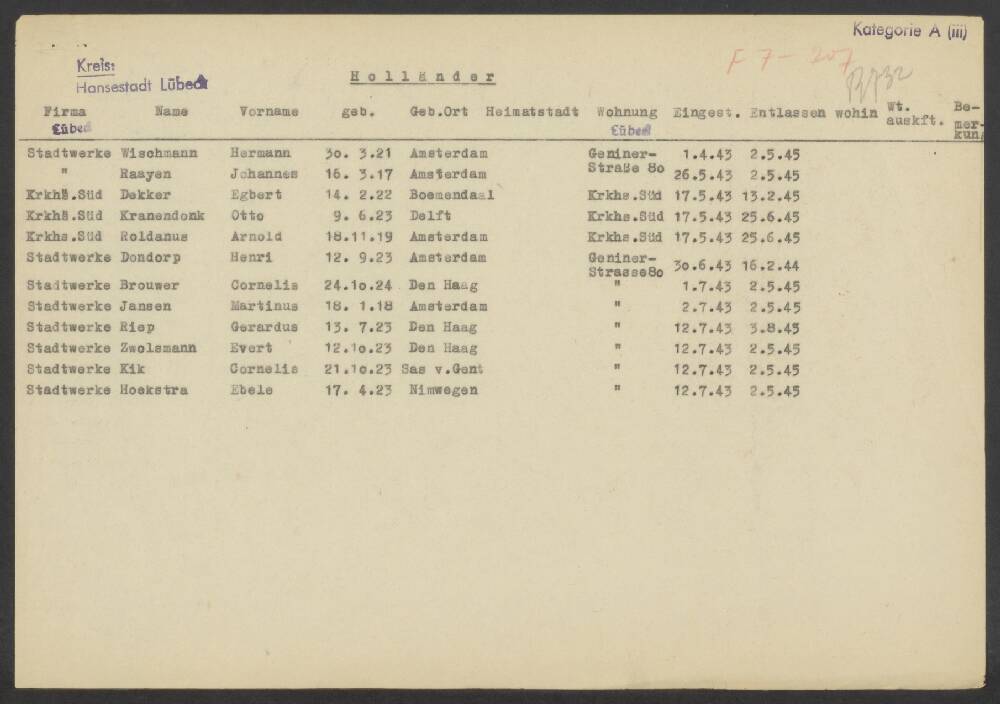 Kategorie A (iii)
F 7-207
Kreis:
Hansestadt Lübeck
Holländer
Firma Name Vorname geb. Geb.Ort Heimatstadt Wohnung Eingest. Entlassen wohin Wt. auskft. Be-merkung
Lübeck Lübeck
Stadtwerke Wischmann Hermann 30. 3.21 Amsterdam Geniner- 1.4.43 2.5.45
" Raayen Johannes 16. 3.17 Amsterdam Straße 80 26.5.43 2.5.45
Krkhs.Süd Dekker Egbert 14. 2.22 Boemendaal Krkhs.Süd 17.5.43 13.2.45
Krkhs.Süd Kranendonk Otto 9. 6.23 Delft Krkhs.Süd 17.5.43 25.6.45
Krkhs.Süd Roldanus Arnold 18.11.19 Amsterdam Krkhs.Süd 17.5.43 25.6.45
Stadtwerke Dondorp Henri 12. 9.23 Amsterdam Geniner-Strasse80 30.6.43 16.2.44
Stadtwerke Brouwer Cornelis 24.10.24 Den Haag " 1.7.43 2.5.45
Stadtwerke Jansen Martinus 18. 1.18 Amsterdam " 2.7.43 2.5.45
Stadtwerke Riep Gerardus 13. 7.23 Den Haag " 12.7.43 3.8.45
Stadtwerke Zwolsmann Evert 12.10.23 Den Haag " 12.7.43 2.5.45
Stadtwerke Kik Cornelis 21.10.23 Sas v.Gent " 12.7.43 2.5.45
Stadtwerke Hoekstra Ebele 17. 4.23 Nimwegen " 12.7.43 2.5.45